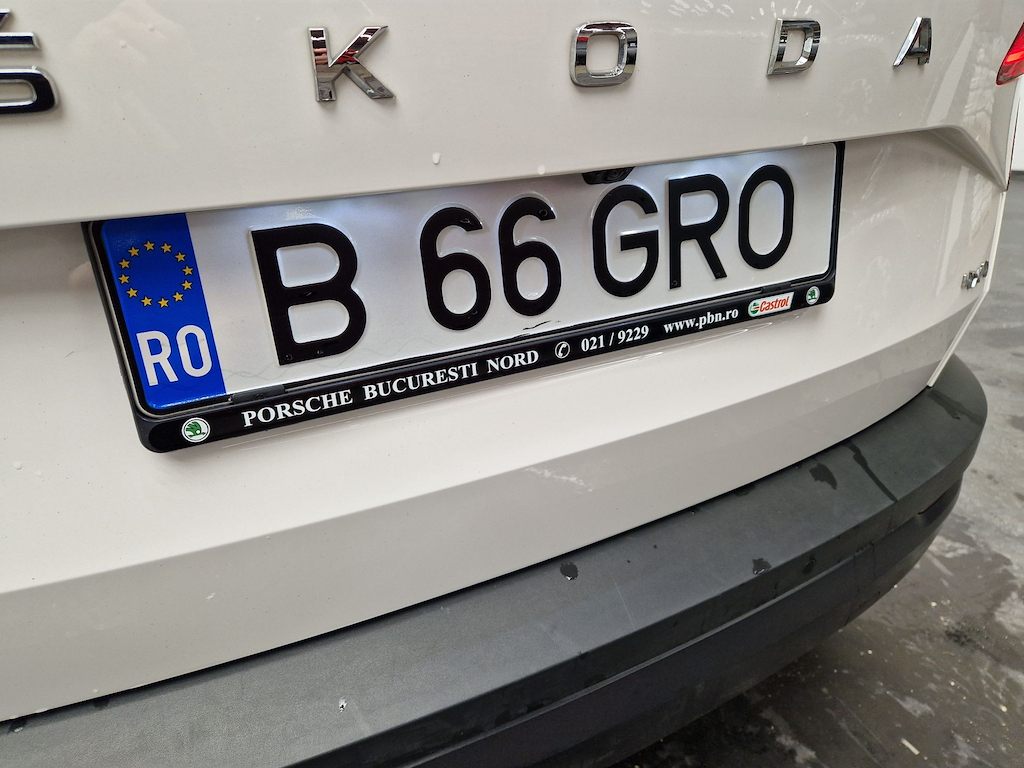 ŠKODA
B 66 GRO
RO
PORSCHE BUCURESTI NORD ✆ 021 / 9229 www.pbn.ro Castrol